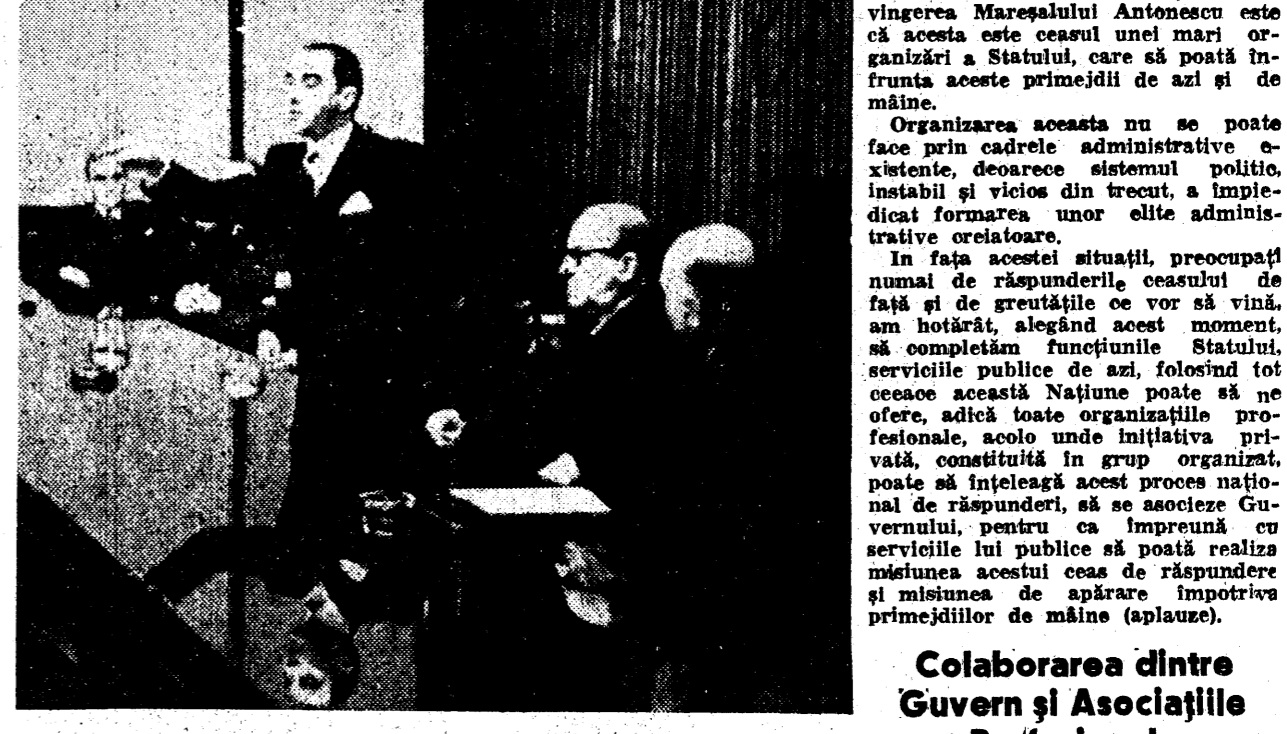 vingerea Mareșalului Antonescu este
că acesta este ceasul unei mari or-
ganizări a Statului, care să poată în-
frunta aceste primejdii de azi și de
mâine.
Organizarea aceasta nu se poate
face prin cadrele administrative e-
xistente, deoarece sistemul politic,
instabil și vicios din trecut, a împie-
dicat formarea unor elite adminis-
trative creiatoare.
In fața acestei situații, preocupați
numai de răspunderile ceasului de
față și de greutățile ce vor să vină,
am hotărât, alegând acest moment,
să completăm funcțiunile Statului,
serviciile publice de azi, folosind tot
ceeace această Națiune poate să ne
ofere, adică toate organizațiile pro-
fesionale, acolo unde inițiativa pri-
vată, constituită în grup organizat,
poate să înțeleagă acest proces națio-
nal de răspunderi, să se asocieze Gu-
vernului, pentru ca împreună cu
serviciile lui publice să poată realiza
misiunea acestui ceas de răspundere
și misiunea de apărare împotriva
primejdiilor de mâine (aplauze).
Colaborarea dintre
Guvern și Asociațiile